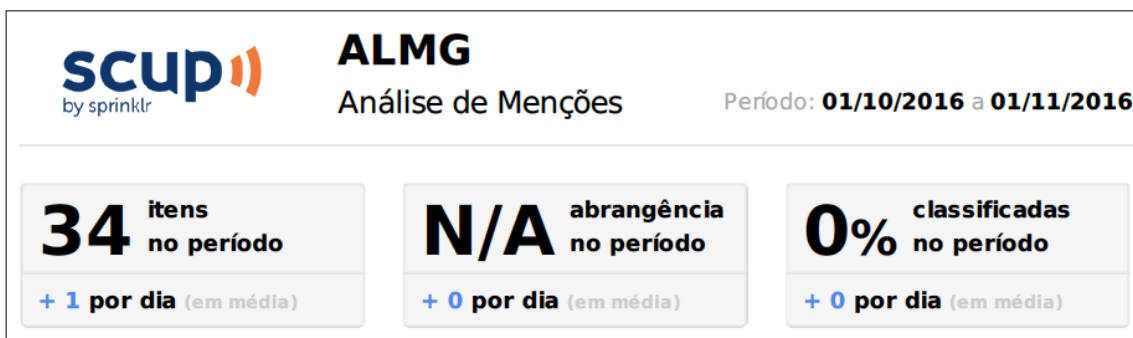 scup
by sprinklr
ALMG
Análise de Menções
Período: 01/10/2016 a 01/11/2016
34 itens
no período
+ 1 por dia (em média)
N/A abrangência
no período
+ 0 por dia (em média)
0% classificadas
no período
+ 0 por dia (em média)